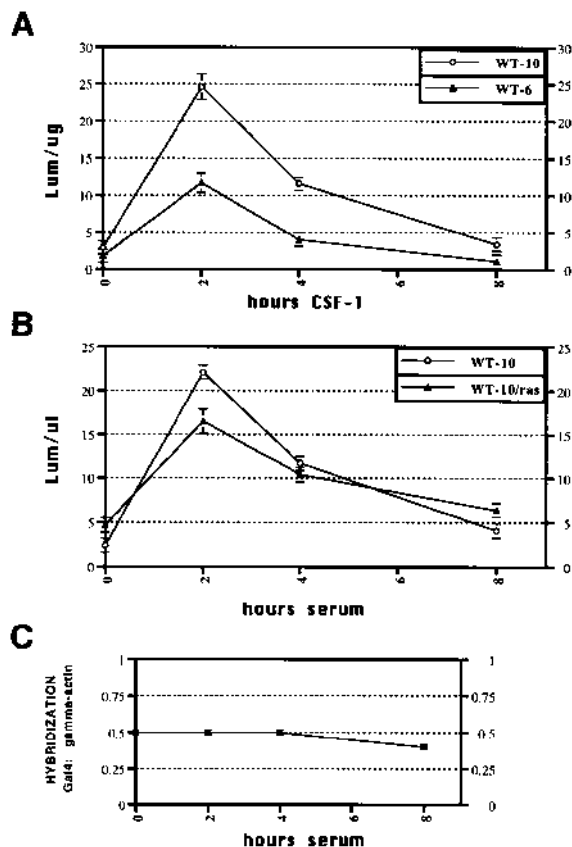 A
30 30
WT-10
25 25
WT-6
20 20
15 15
10 10
5 5
0 0
Lum/ug
0 2 4 6 8
hours CSF-1
B
25 25
WT-10
20 20
WT-10/ras
15 15
10 10
5 5
0 0
Lum/ul
0 2 4 6 8
hours serum
C
1 1
0.75 0.75
0.5 0.5
0.25 0.25
0 0
HYBRIDIZATION
Gal4: gamma-actin
0 2 4 6 8
hours serum